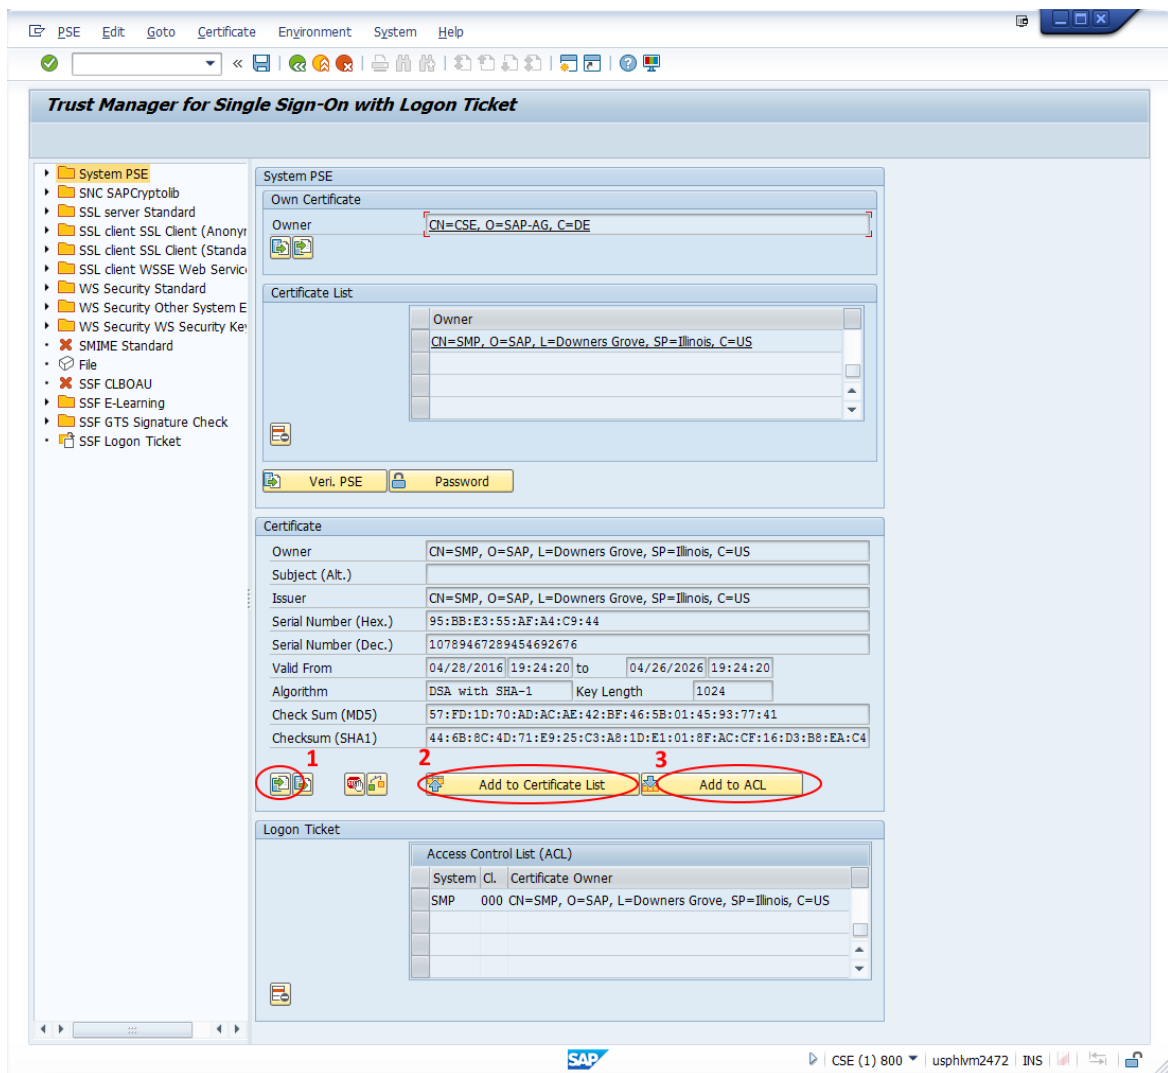 PSE Edit Goto Certificate Environment System Help
Trust Manager for Single Sign-On with Logon Ticket
System PSE
SNC SAPCryptolib
SSL server Standard
SSL client SSL Client (Anonyr
SSL client SSL Client (Standa
SSL client WSSE Web Servic
WS Security Standard
WS Security Other System E
WS Security WS Security Key
SMIME Standard
File
SSF CLBOAU
SSF E-Learning
SSF GTS Signature Check
SSF Logon Ticket
System PSE
Own Certificate
Owner CN=CSE, O=SAP-AG, C=DE
Certificate List
Owner
CN=SMP, O=SAP, L=Downers Grove, SP=Illinois, C=US
Veri. PSE Password
Certificate
Owner CN=SMP, O=SAP, L=Downers Grove, SP=Illinois, C=US
Subject (Alt.)
Issuer CN=SMP, O=SAP, L=Downers Grove, SP=Illinois, C=US
Serial Number (Hex.) 95:BB:E3:55:AF:A4:C9:44
Serial Number (Dec.) 10789467289454692676
Valid From 04/28/2016 19:24:20 to 04/26/2026 19:24:20
Algorithm DSA with SHA-1 Key Length 1024
Check Sum (MD5) 57:FD:1D:70:AD:AC:AE:42:BF:46:5B:01:45:93:77:41
Checksum (SHA1) 44:6B:8C:4D:71:E9:25:C3:A8:1D:E1:01:8F:AC:CF:16:D3:B8:EA:C4
1 2 3
Add to Certificate List Add to ACL
Logon Ticket
Access Control List (ACL)
System Cl. Certificate Owner
SMP 000 CN=SMP, O=SAP, L=Downers Grove, SP=Illinois, C=US
SAP CSE (1) 800 usphlvm2472 INS